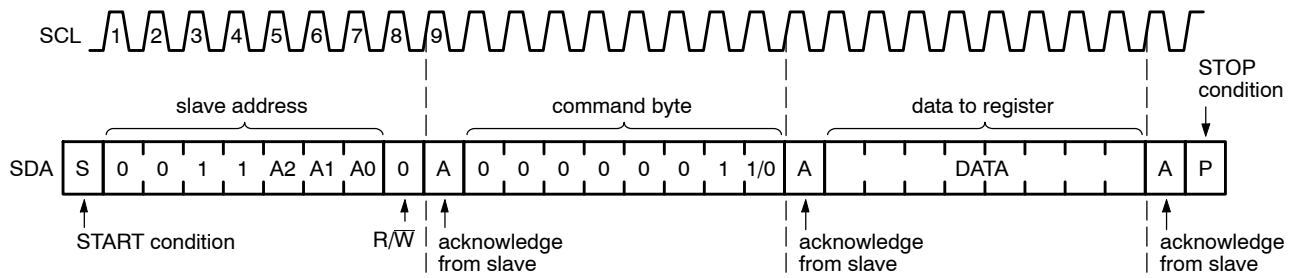 SCL 1 2 3 4 5 6 7 8 9
STOP
condition
slave address command byte data to register
SDA S 0 0 1 1 A2 A1 A0 0 A 0 0 0 0 0 0 1 1/0 A DATA A P
START condition R/W̅ acknowledge
from slave
acknowledge
from slave
acknowledge
from slave